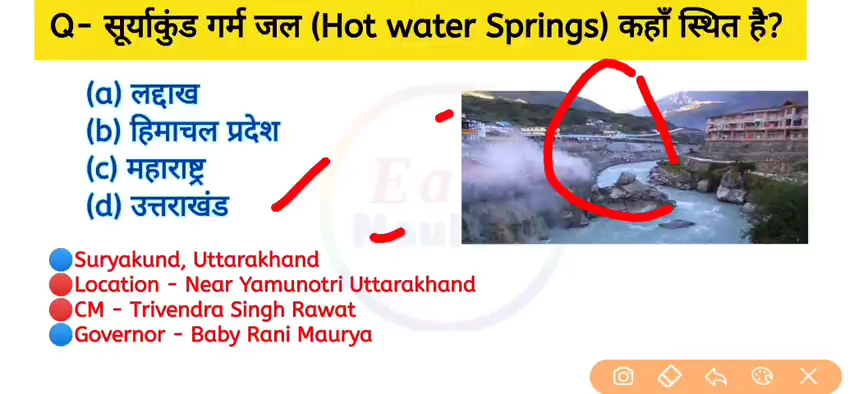 Q- सूर्याकुंड गर्म जल (Hot water Springs) कहाँ स्थित है?
(a) लद्दाख
(b) हिमाचल प्रदेश
(c) महाराष्ट्र
(d) उत्तराखंड
Suryakund, Uttarakhand
Location - Near Yamunotri Uttarakhand
CM - Trivendra Singh Rawat
Governor - Baby Rani Maurya